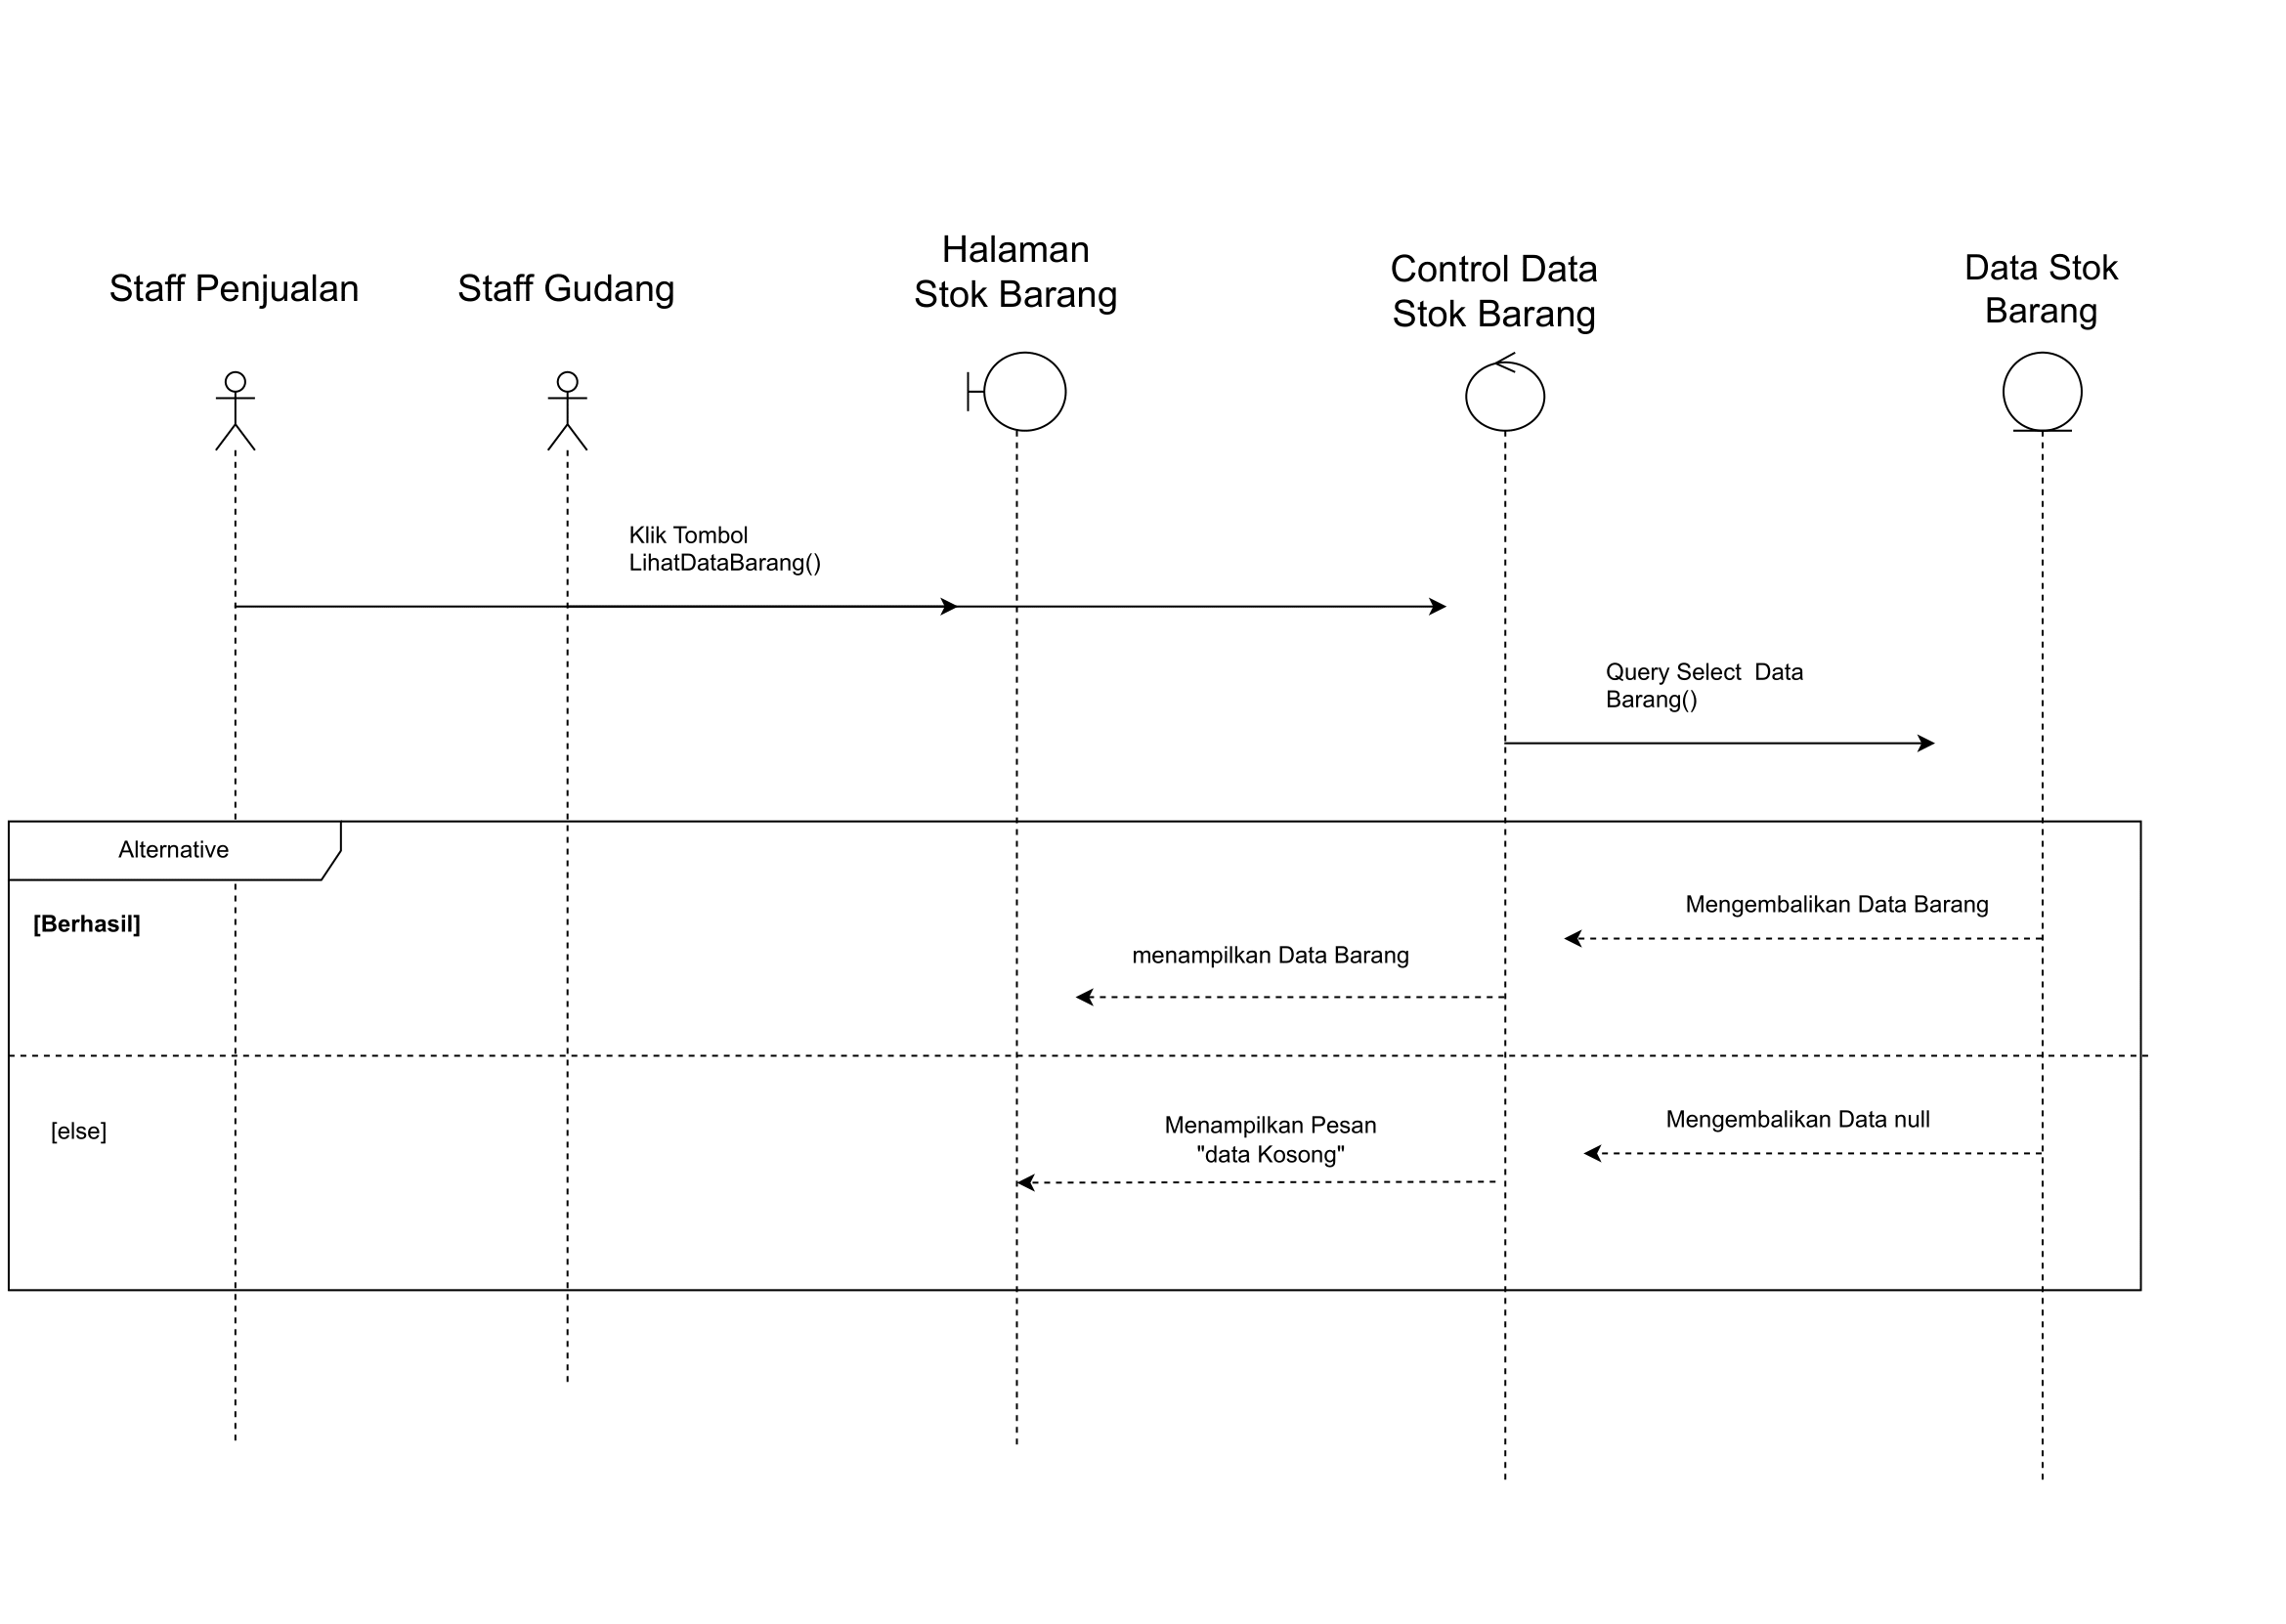 Staff Penjualan
Staff Gudang
Halaman
Stok Barang
Control Data
Stok Barang
Data Stok
Barang
Klik Tombol
LihatDataBarang()
Query Select  Data
Barang()
Alternative
[Berhasil]
Mengembalikan Data Barang
menampilkan Data Barang
[else]
Menampilkan Pesan
"data Kosong"
Mengembalikan Data null